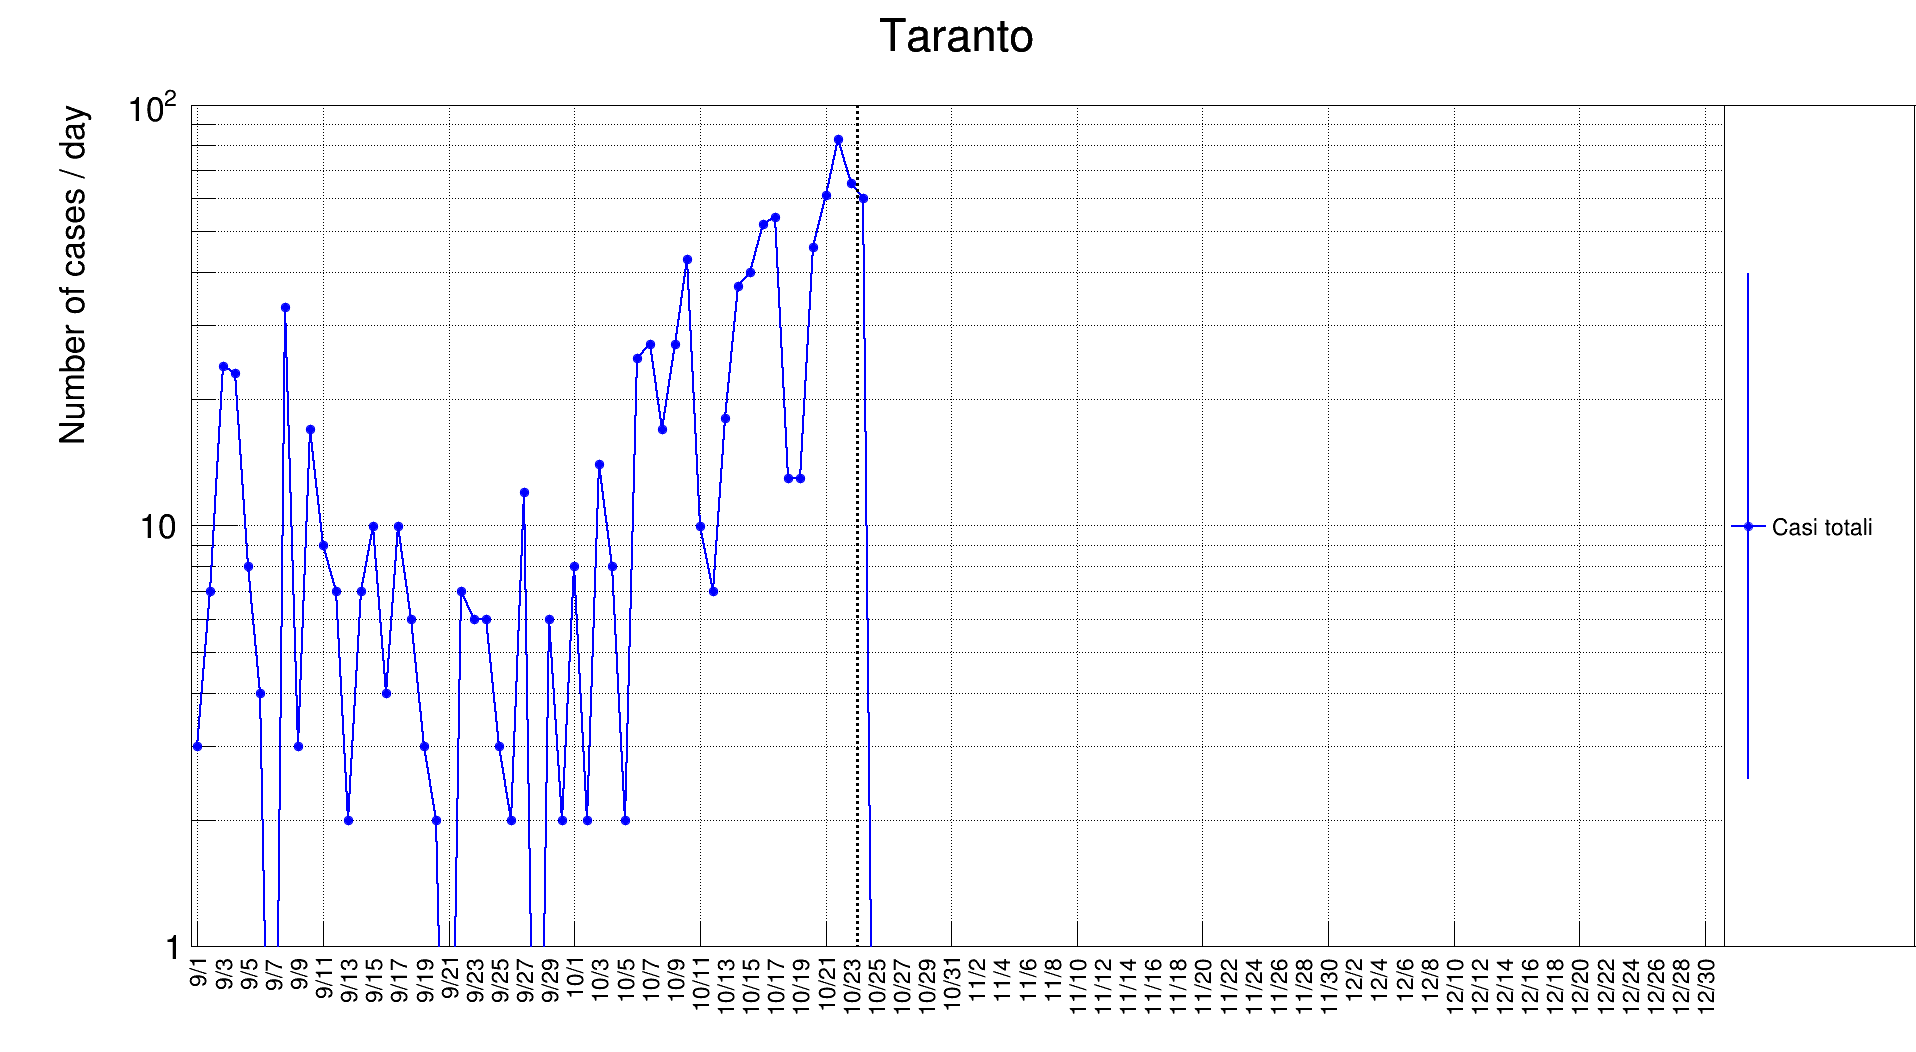 Taranto
Number of cases / day
10²
10
1
9/1 9/3 9/5 9/7 9/9 9/11 9/13 9/15 9/17 9/19 9/21 9/23 9/25 9/27 9/29 10/1 10/3 10/5 10/7 10/9 10/11 10/13 10/15 10/17 10/19 10/21 10/23 10/25 10/27 10/29 10/31 11/2 11/4 11/6 11/8 11/10 11/12 11/14 11/16 11/18 11/20 11/22 11/24 11/26 11/28 11/30 12/2 12/4 12/6 12/8 12/10 12/12 12/14 12/16 12/18 12/20 12/22 12/24 12/26 12/28 12/30
Casi totali